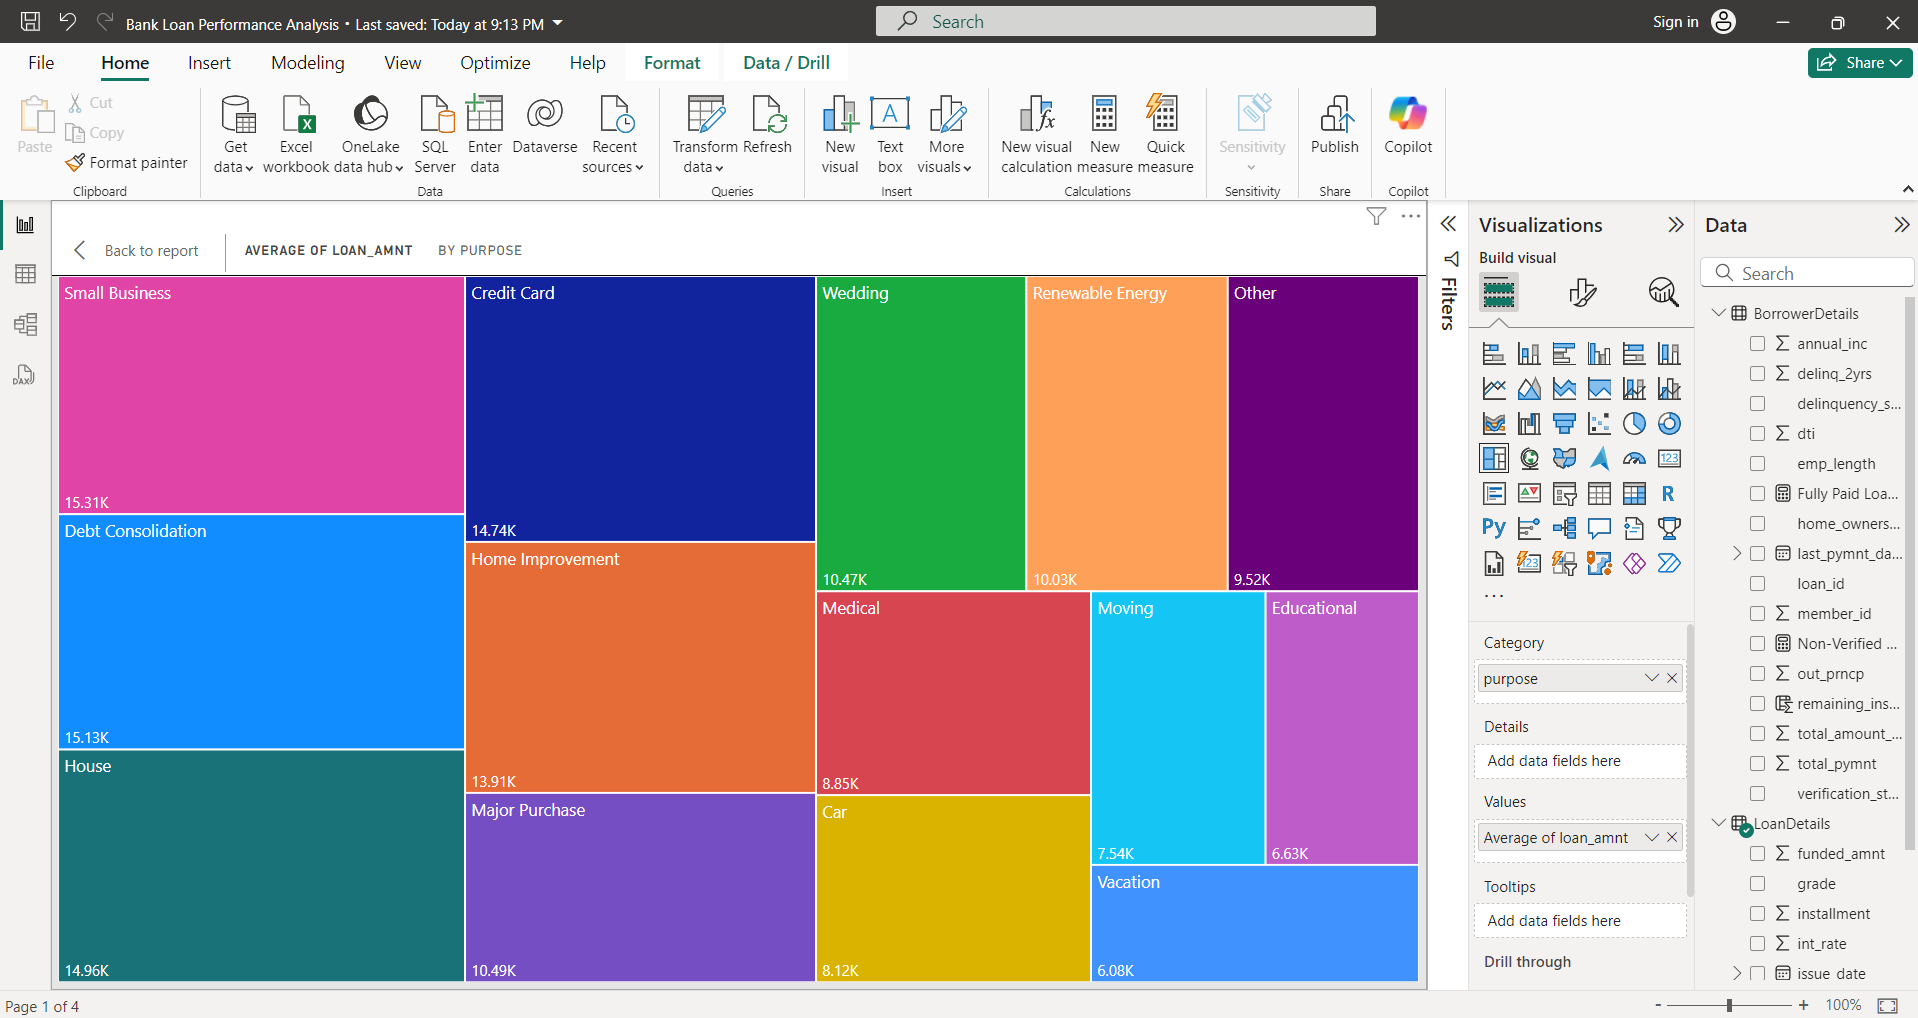 Bank Loan Performance Analysis • Last saved: Today at 9:13 PM
Search
Sign in
File
Home
Insert
Modeling
View
Optimize
Help
Format
Data / Drill
Share
Paste
Cut
Copy
Format painter
Clipboard
Get data
Excel workbook
OneLake data hub
SQL Server
Enter data
Dataverse
Recent sources
Data
Transform data
Refresh
Queries
New visual
A
Text box
More visuals
Insert
New visual calculation
New measure
Quick measure
Calculations
Sensitivity
Sensitivity
Publish
Share
Copilot
Copilot
DAX
Back to report
AVERAGE OF LOAN_AMNT
BY PURPOSE
Small Business
15.31K
Debt Consolidation
15.13K
House
14.96K
Credit Card
14.74K
Home Improvement
13.91K
Major Purchase
10.49K
Wedding
10.47K
Renewable Energy
10.03K
Other
9.52K
Medical
8.85K
Car
8.12K
Moving
7.54K
Educational
6.63K
Vacation
6.08K
Filters
Visualizations
Build visual
123
R
Py
123
...
Category
purpose
Details
Add data fields here
Values
Average of loan_amnt
Tooltips
Add data fields here
Drill through
Data
Search
BorrowerDetails
annual_inc
delinq_2yrs
delinquency_s...
dti
emp_length
Fully Paid Loa...
home_owners...
last_pymnt_da...
loan_id
member_id
Non-Verified ...
out_prncp
remaining_ins...
total_amount_...
total_pymnt
verification_st...
LoanDetails
funded_amnt
grade
installment
int_rate
issue_date
Page 1 of 4
- + 100%